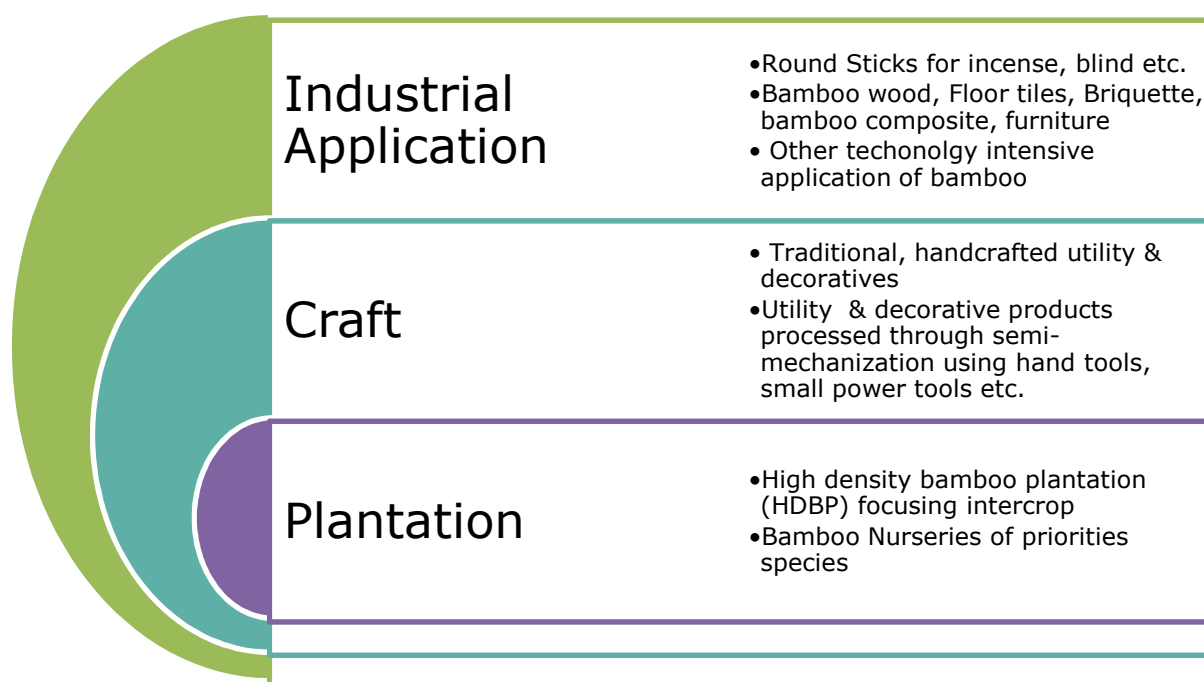 Industrial
Application
•Round Sticks for incense, blind etc.
•Bamboo wood, Floor tiles, Briquette,
bamboo composite, furniture
• Other techonolgy intensive
application of bamboo
Craft
• Traditional, handcrafted utility &
decoratives
•Utility & decorative products
processed through semi-
mechanization using hand tools,
small power tools etc.
Plantation
•High density bamboo plantation
(HDBP) focusing intercrop
•Bamboo Nurseries of priorities
species